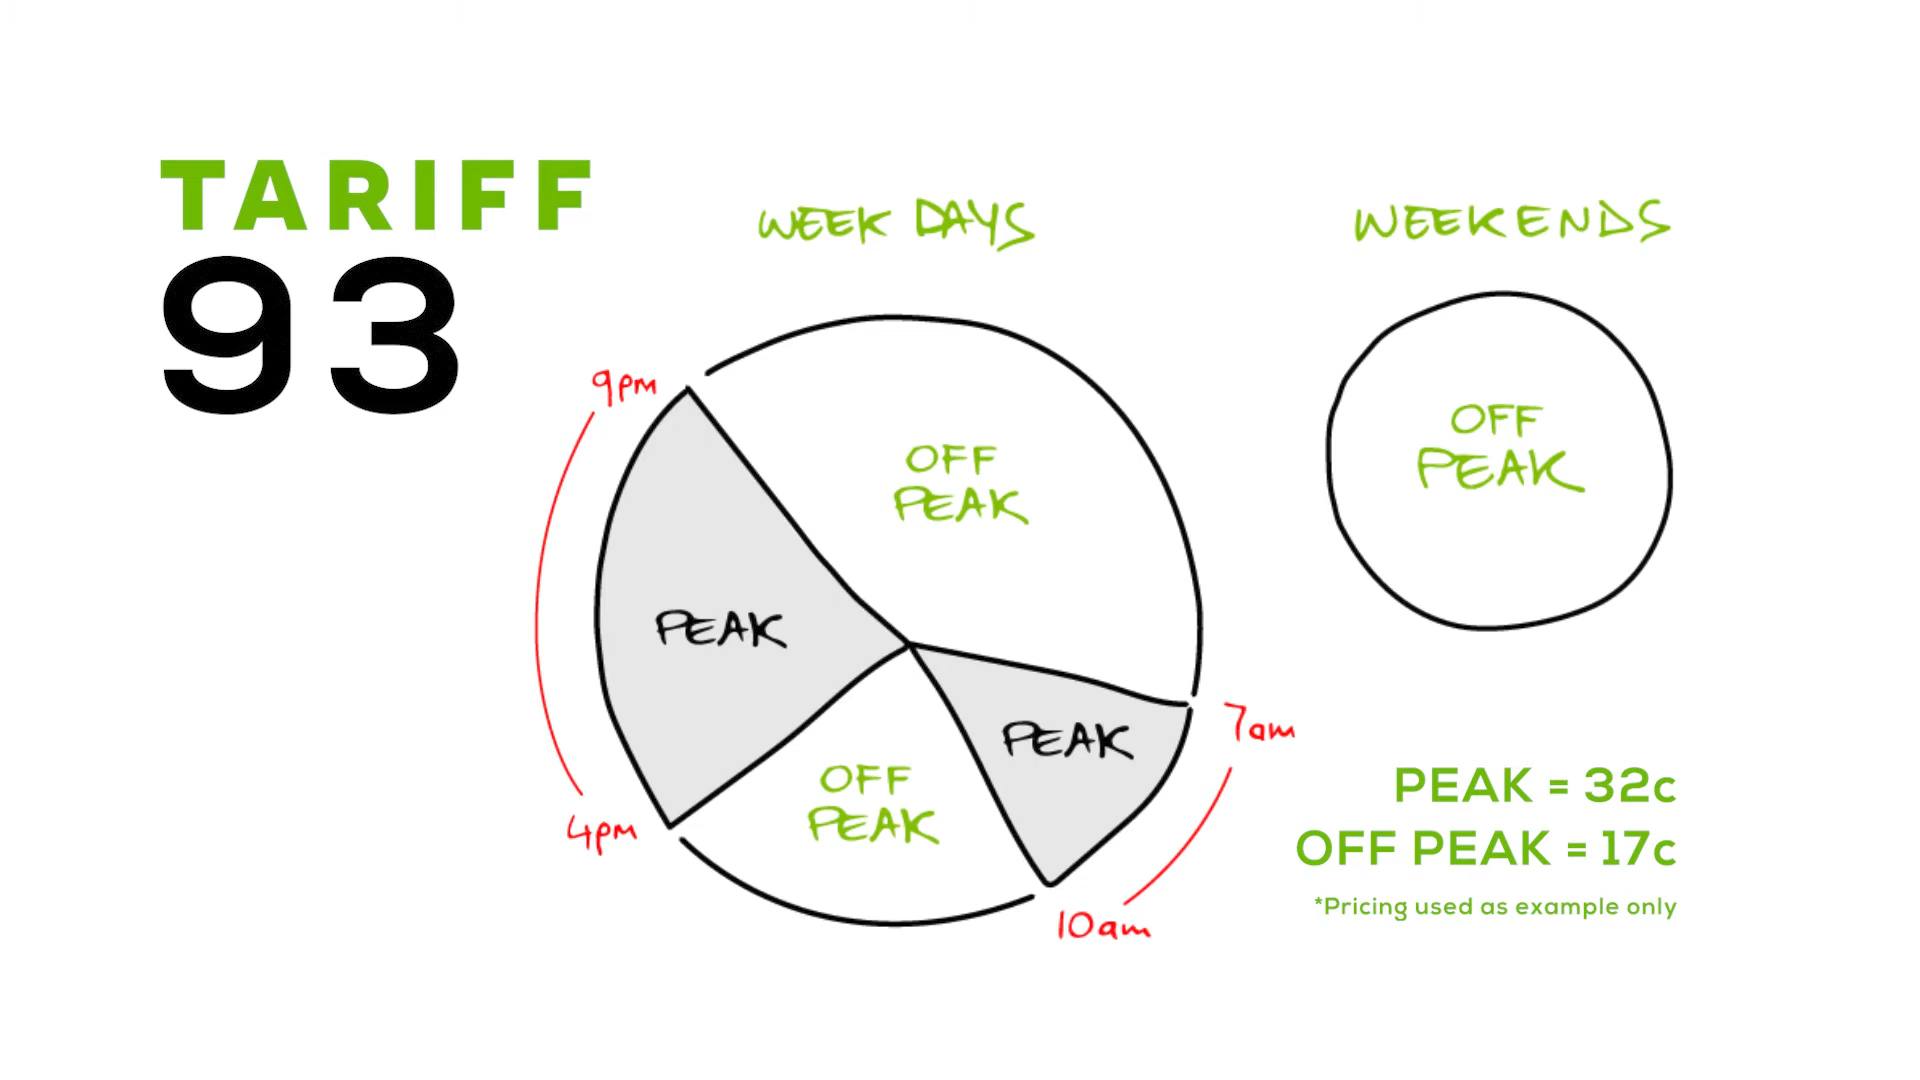 TARIFF
93
WEEK DAYS
WEEKENDS
9pm
OFF
PEAK
PEAK
OFF
PEAK
PEAK
7am
OFF
PEAK
4pm
10am
PEAK = 32c
OFF PEAK = 17c
*Pricing used as example only